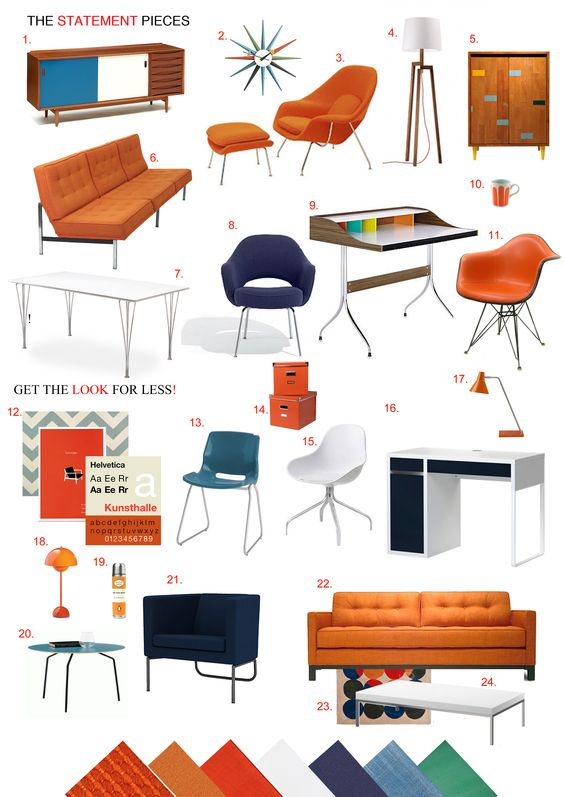 THE STATEMENT PIECES
1.
2.
3.
4.
5.
6.
7.
8.
9.
10.
11.
!
GET THE LOOK FOR LESS!
12.
13.
14.
15.
16.
17.
Helvetica
Aa Ee Rr
Aa Ee Rr
a
Kunsthalle
abcdefghijklm
nopqrstuvwxyz
0123456789
18.
19.
20.
21.
22.
23.
24.